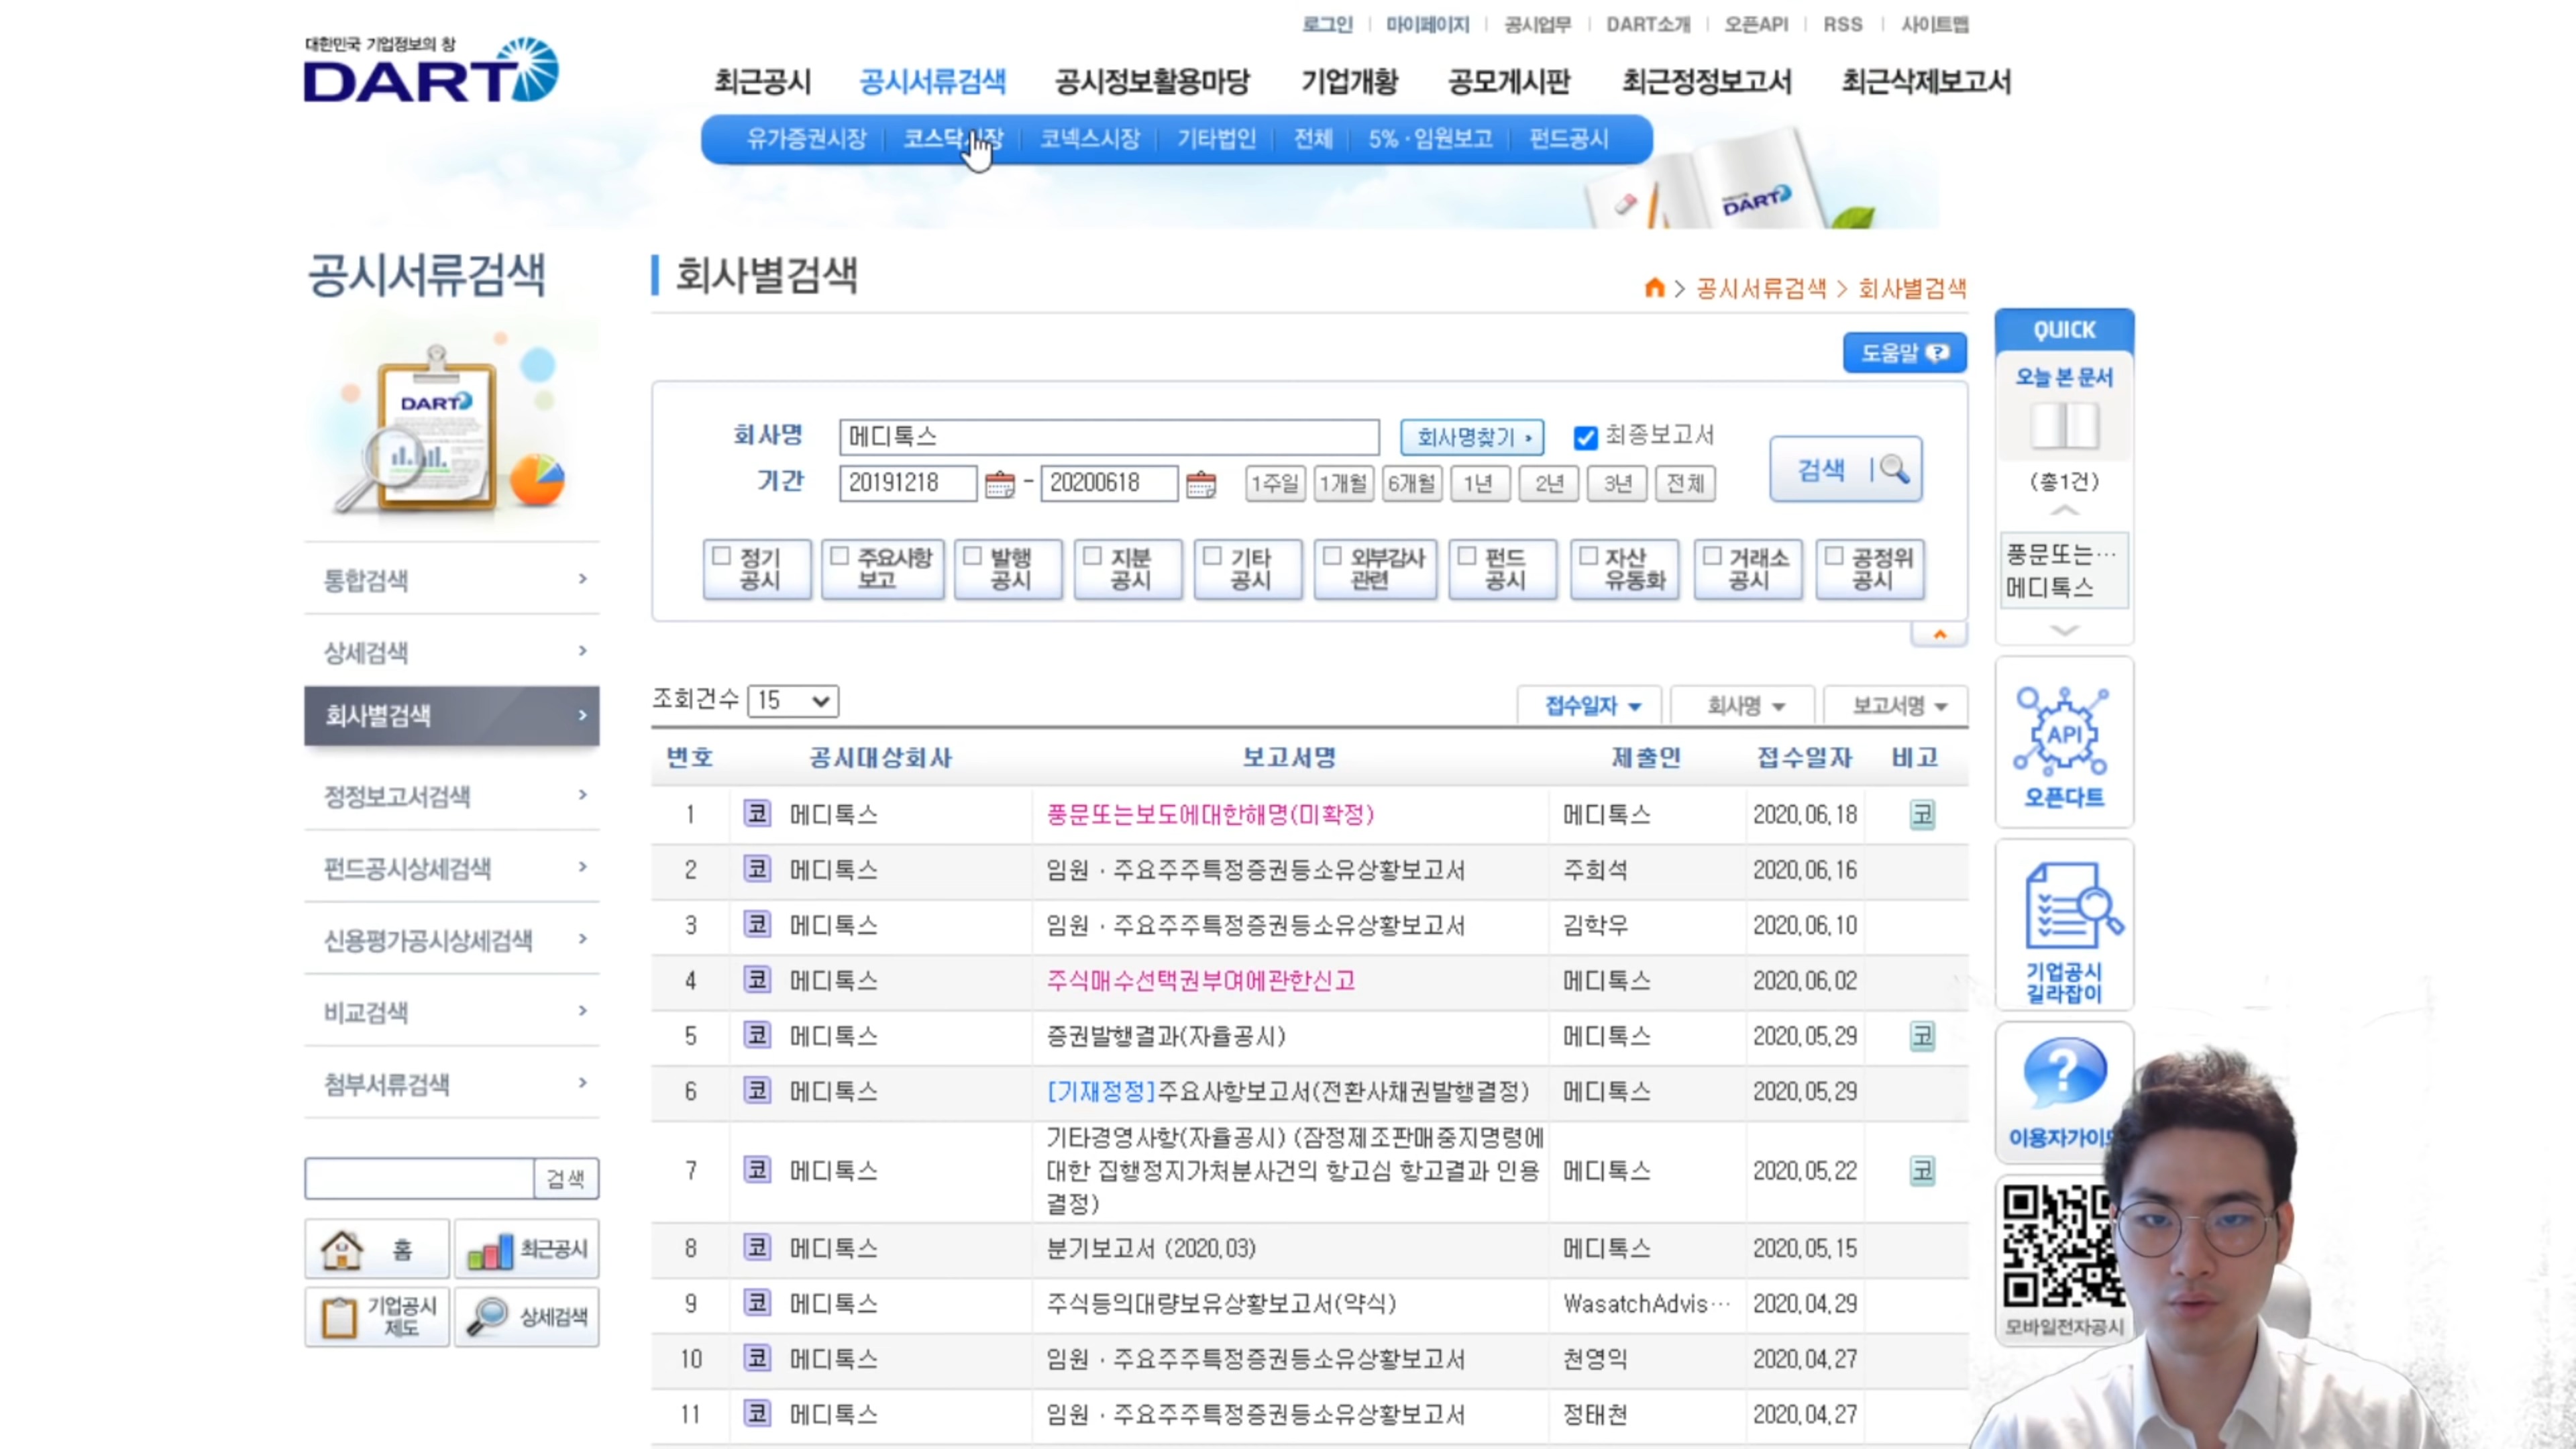 로그인 마이페이지 공시업무 DART소개 오픈API RSS 사이트맵
대한민국 기업정보의 창
DART
최근공시 공시서류검색 공시정보활용마당 기업개황 공모게시판 최근정정보고서 최근삭제보고서
유가증권시장 코스닥시장 코넥스시장 기타법인 전체 5%·임원보고 펀드공시
DART
공시서류검색
DART
통합검색
상세검색
회사별검색
정정보고서검색
펀드공시상세검색
신용평가공시상세검색
비교검색
첨부서류검색
검색
홈 최근공시
기업공시
제도
상세검색
회사별검색
> 공시서류검색 > 회사별검색
도움말 ?
회사명 메디톡스 회사명찾기 최종보고서
기간 20191218 - 20200618 1주일 1개월 6개월 1년 2년 3년 전체
검색
정기
공시
주요사항
보고
발행
공시
지분
공시
기타
공시
외부감사
관련
펀드
공시
자산
유동화
거래소
공시
공정위
공시
조회건수 15 접수일자 회사명 보고서명
번호 공시대상회사 보고서명 제출인 접수일자 비고
1 코 메디톡스 풍문또는보도에대한해명(미확정) 메디톡스 2020.06.18 코
2 코 메디톡스 임원ㆍ주요주주특정증권등소유상황보고서 주희석 2020.06.16
3 코 메디톡스 임원ㆍ주요주주특정증권등소유상황보고서 김학우 2020.06.10
4 코 메디톡스 주식매수선택권부여에관한신고 메디톡스 2020.06.02
5 코 메디톡스 증권발행결과(자율공시) 메디톡스 2020.05.29 코
6 코 메디톡스 [기재정정]주요사항보고서(전환사채권발행결정) 메디톡스 2020.05.29
7 코 메디톡스 기타경영사항(자율공시) (잠정제조판매중지명령에
대한 집행정지가처분사건의 항고심 항고결과 인용
결정) 메디톡스 2020.05.22 코
8 코 메디톡스 분기보고서 (2020.03) 메디톡스 2020.05.15
9 코 메디톡스 주식등의대량보유상황보고서(약식) WasatchAdvis… 2020.04.29
10 코 메디톡스 임원ㆍ주요주주특정증권등소유상황보고서 천영익 2020.04.27
11 코 메디톡스 임원ㆍ주요주주특정증권등소유상황보고서 정태천 2020.04.27
QUICK
오늘 본 문서
(총1건)
풍문또는…
메디톡스
API
오픈다트
기업공시
길라잡이
?
모바일전자공시